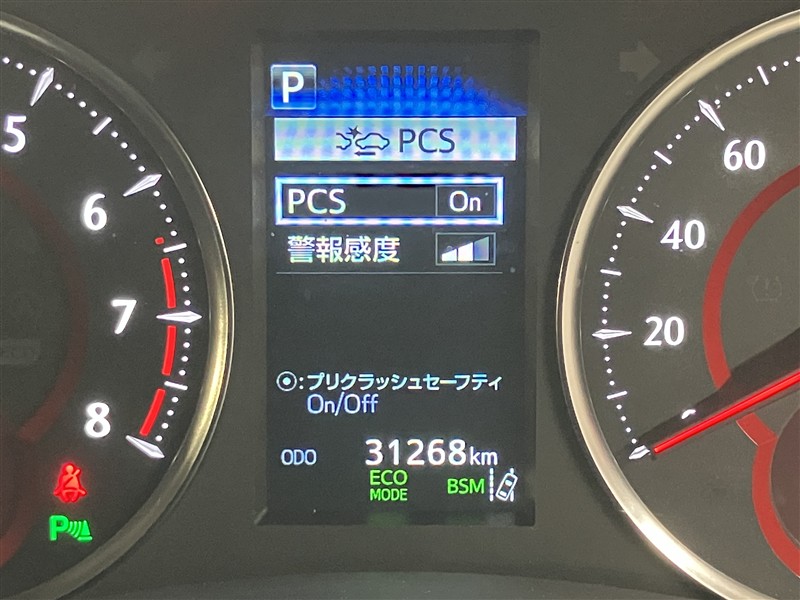 P
PCS
PCS On
警報感度
⦿:プリクラッシュセーフティ
On/Off
ODO 31268km
ECO
MODE
BSM
5
6
7
8
P
60
40
20